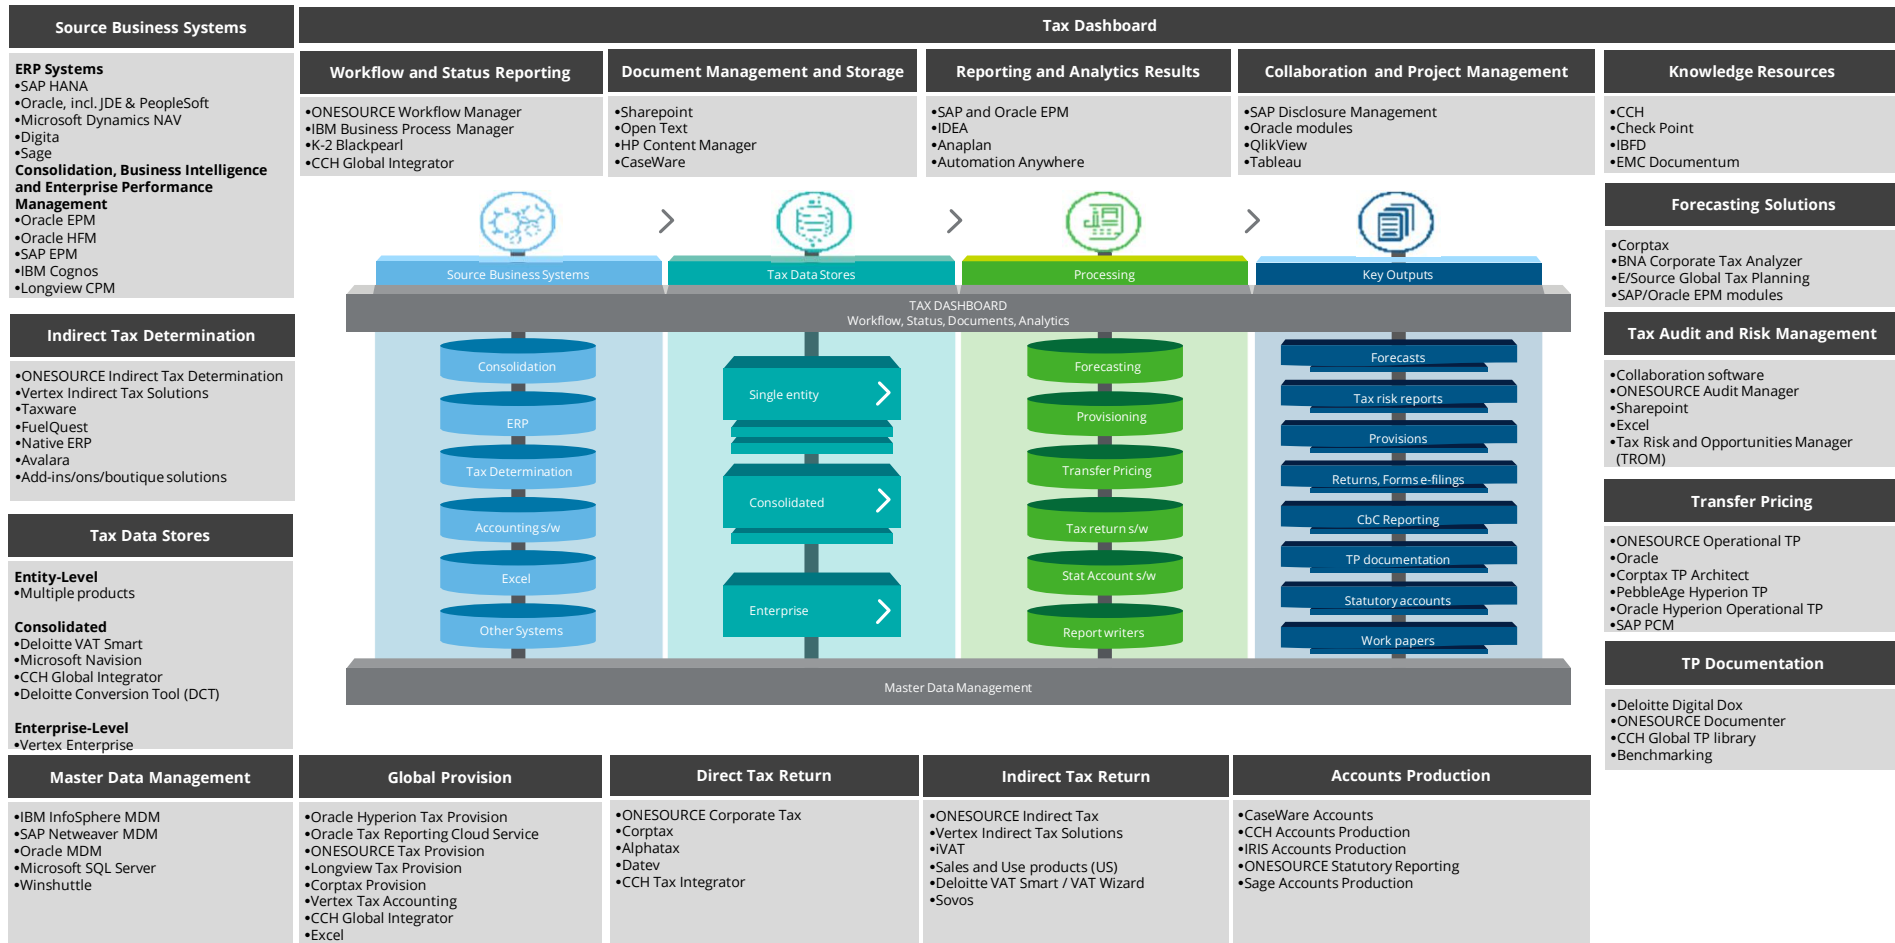 Source Business Systems
ERP Systems
•SAP HANA
•Oracle, incl. JDE & PeopleSoft
•Microsoft Dynamics NAV
•Digita
•Sage
Consolidation, Business Intelligence
and Enterprise Performance
Management
•Oracle EPM
•Oracle HFM
•SAP EPM
•IBM Cognos
•Longview CPM
Indirect Tax Determination
•ONESOURCE Indirect Tax Determination
•Vertex Indirect Tax Solutions
•Taxware
•FuelQuest
•Native ERP
•Avalara
•Add-ins/ons/boutique solutions
Tax Data Stores
Entity-Level
•Multiple products
Consolidated
•Deloitte VAT Smart
•Microsoft Navision
•CCH Global Integrator
•Deloitte Conversion Tool (DCT)
Enterprise-Level
•Vertex Enterprise
Tax Dashboard
Workflow and Status Reporting
•ONESOURCE Workflow Manager
•IBM Business Process Manager
•K-2 Blackpearl
•CCH Global Integrator
Document Management and Storage
•Sharepoint
•Open Text
•HP Content Manager
•CaseWare
Reporting and Analytics Results
•SAP and Oracle EPM
•IDEA
•Anaplan
•Automation Anywhere
Collaboration and Project Management
•SAP Disclosure Management
•Oracle modules
•QlikView
•Tableau
Knowledge Resources
•CCH
•Check Point
•IBFD
•EMC Documentum
Forecasting Solutions
•Corptax
•BNA Corporate Tax Analyzer
•E/Source Global Tax Planning
•SAP/Oracle EPM modules
Tax Audit and Risk Management
•Collaboration software
•ONESOURCE Audit Manager
•Sharepoint
•Excel
•Tax Risk and Opportunities Manager
(TROM)
Transfer Pricing
•ONESOURCE Operational TP
•Oracle
•Corptax TP Architect
•PebbleAge Hyperion TP
•Oracle Hyperion Operational TP
•SAP PCM
TP Documentation
•Deloitte Digital Dox
•ONESOURCE Documenter
•CCH Global TP library
•Benchmarking
Source Business Systems
Tax Data Stores
Processing
Key Outputs
TAX DASHBOARD
Workflow, Status, Documents, Analytics
Consolidation
ERP
Tax Determination
Accounting s/w
Excel
Other Systems
Single entity
Consolidated
Enterprise
Forecasting
Provisioning
Transfer Pricing
Tax return s/w
Stat Account s/w
Report writers
Forecasts
Tax risk reports
Provisions
Returns, Forms e-filings
CbC Reporting
TP documentation
Statutory accounts
Work papers
Master Data Management
Master Data Management
•IBM InfoSphere MDM
•SAP Netweaver MDM
•Oracle MDM
•Microsoft SQL Server
•Winshuttle
Global Provision
•Oracle Hyperion Tax Provision
•Oracle Tax Reporting Cloud Service
•ONESOURCE Tax Provision
•Longview Tax Provision
•Corptax Provision
•Vertex Tax Accounting
•CCH Global Integrator
•Excel
Direct Tax Return
•ONESOURCE Corporate Tax
•Corptax
•Alphatax
•Datev
•CCH Tax Integrator
Indirect Tax Return
•ONESOURCE Indirect Tax
•Vertex Indirect Tax Solutions
•iVAT
•Sales and Use products (US)
•Deloitte VAT Smart / VAT Wizard
•Sovos
Accounts Production
•CaseWare Accounts
•CCH Accounts Production
•IRIS Accounts Production
•ONESOURCE Statutory Reporting
•Sage Accounts Production